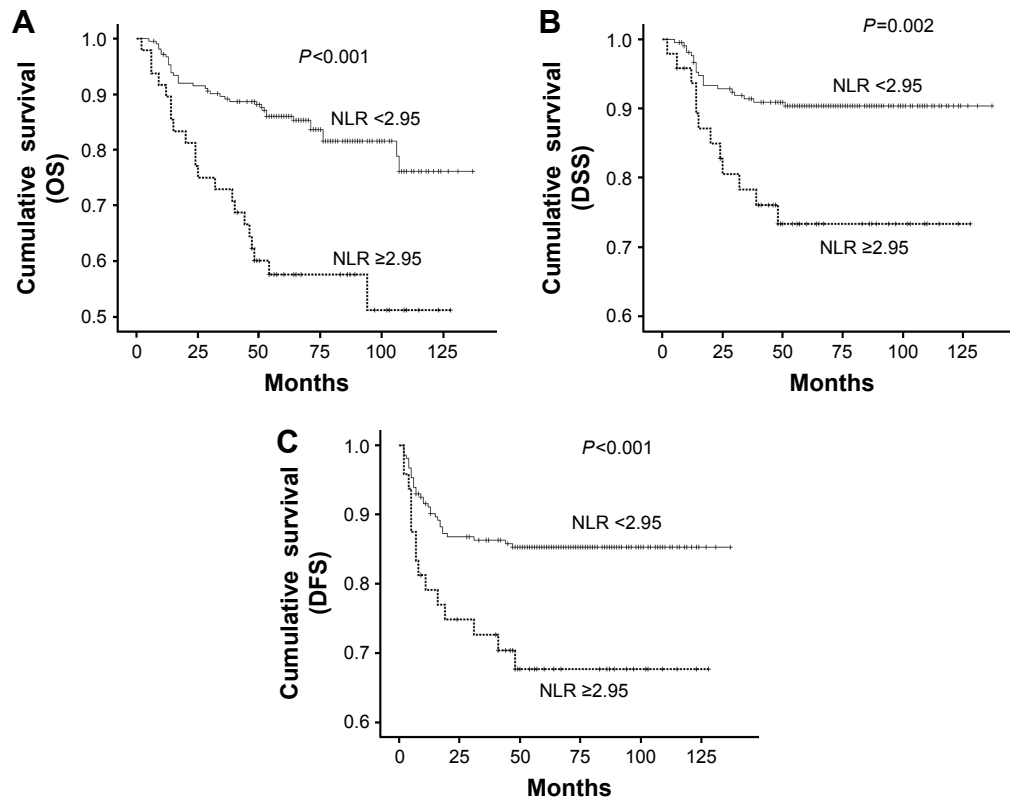 A
P<0.001
NLR <2.95
NLR ≥2.95
Cumulative survival
(OS)
1.0
0.9
0.8
0.7
0.6
0.5
0 25 50 75 100 125
Months
B
P=0.002
NLR <2.95
NLR ≥2.95
Cumulative survival
(DSS)
1.0
0.9
0.8
0.7
0.6
0 25 50 75 100 125
Months
C
P<0.001
NLR <2.95
NLR ≥2.95
Cumulative survival
(DFS)
1.0
0.9
0.8
0.7
0.6
0 25 50 75 100 125
Months